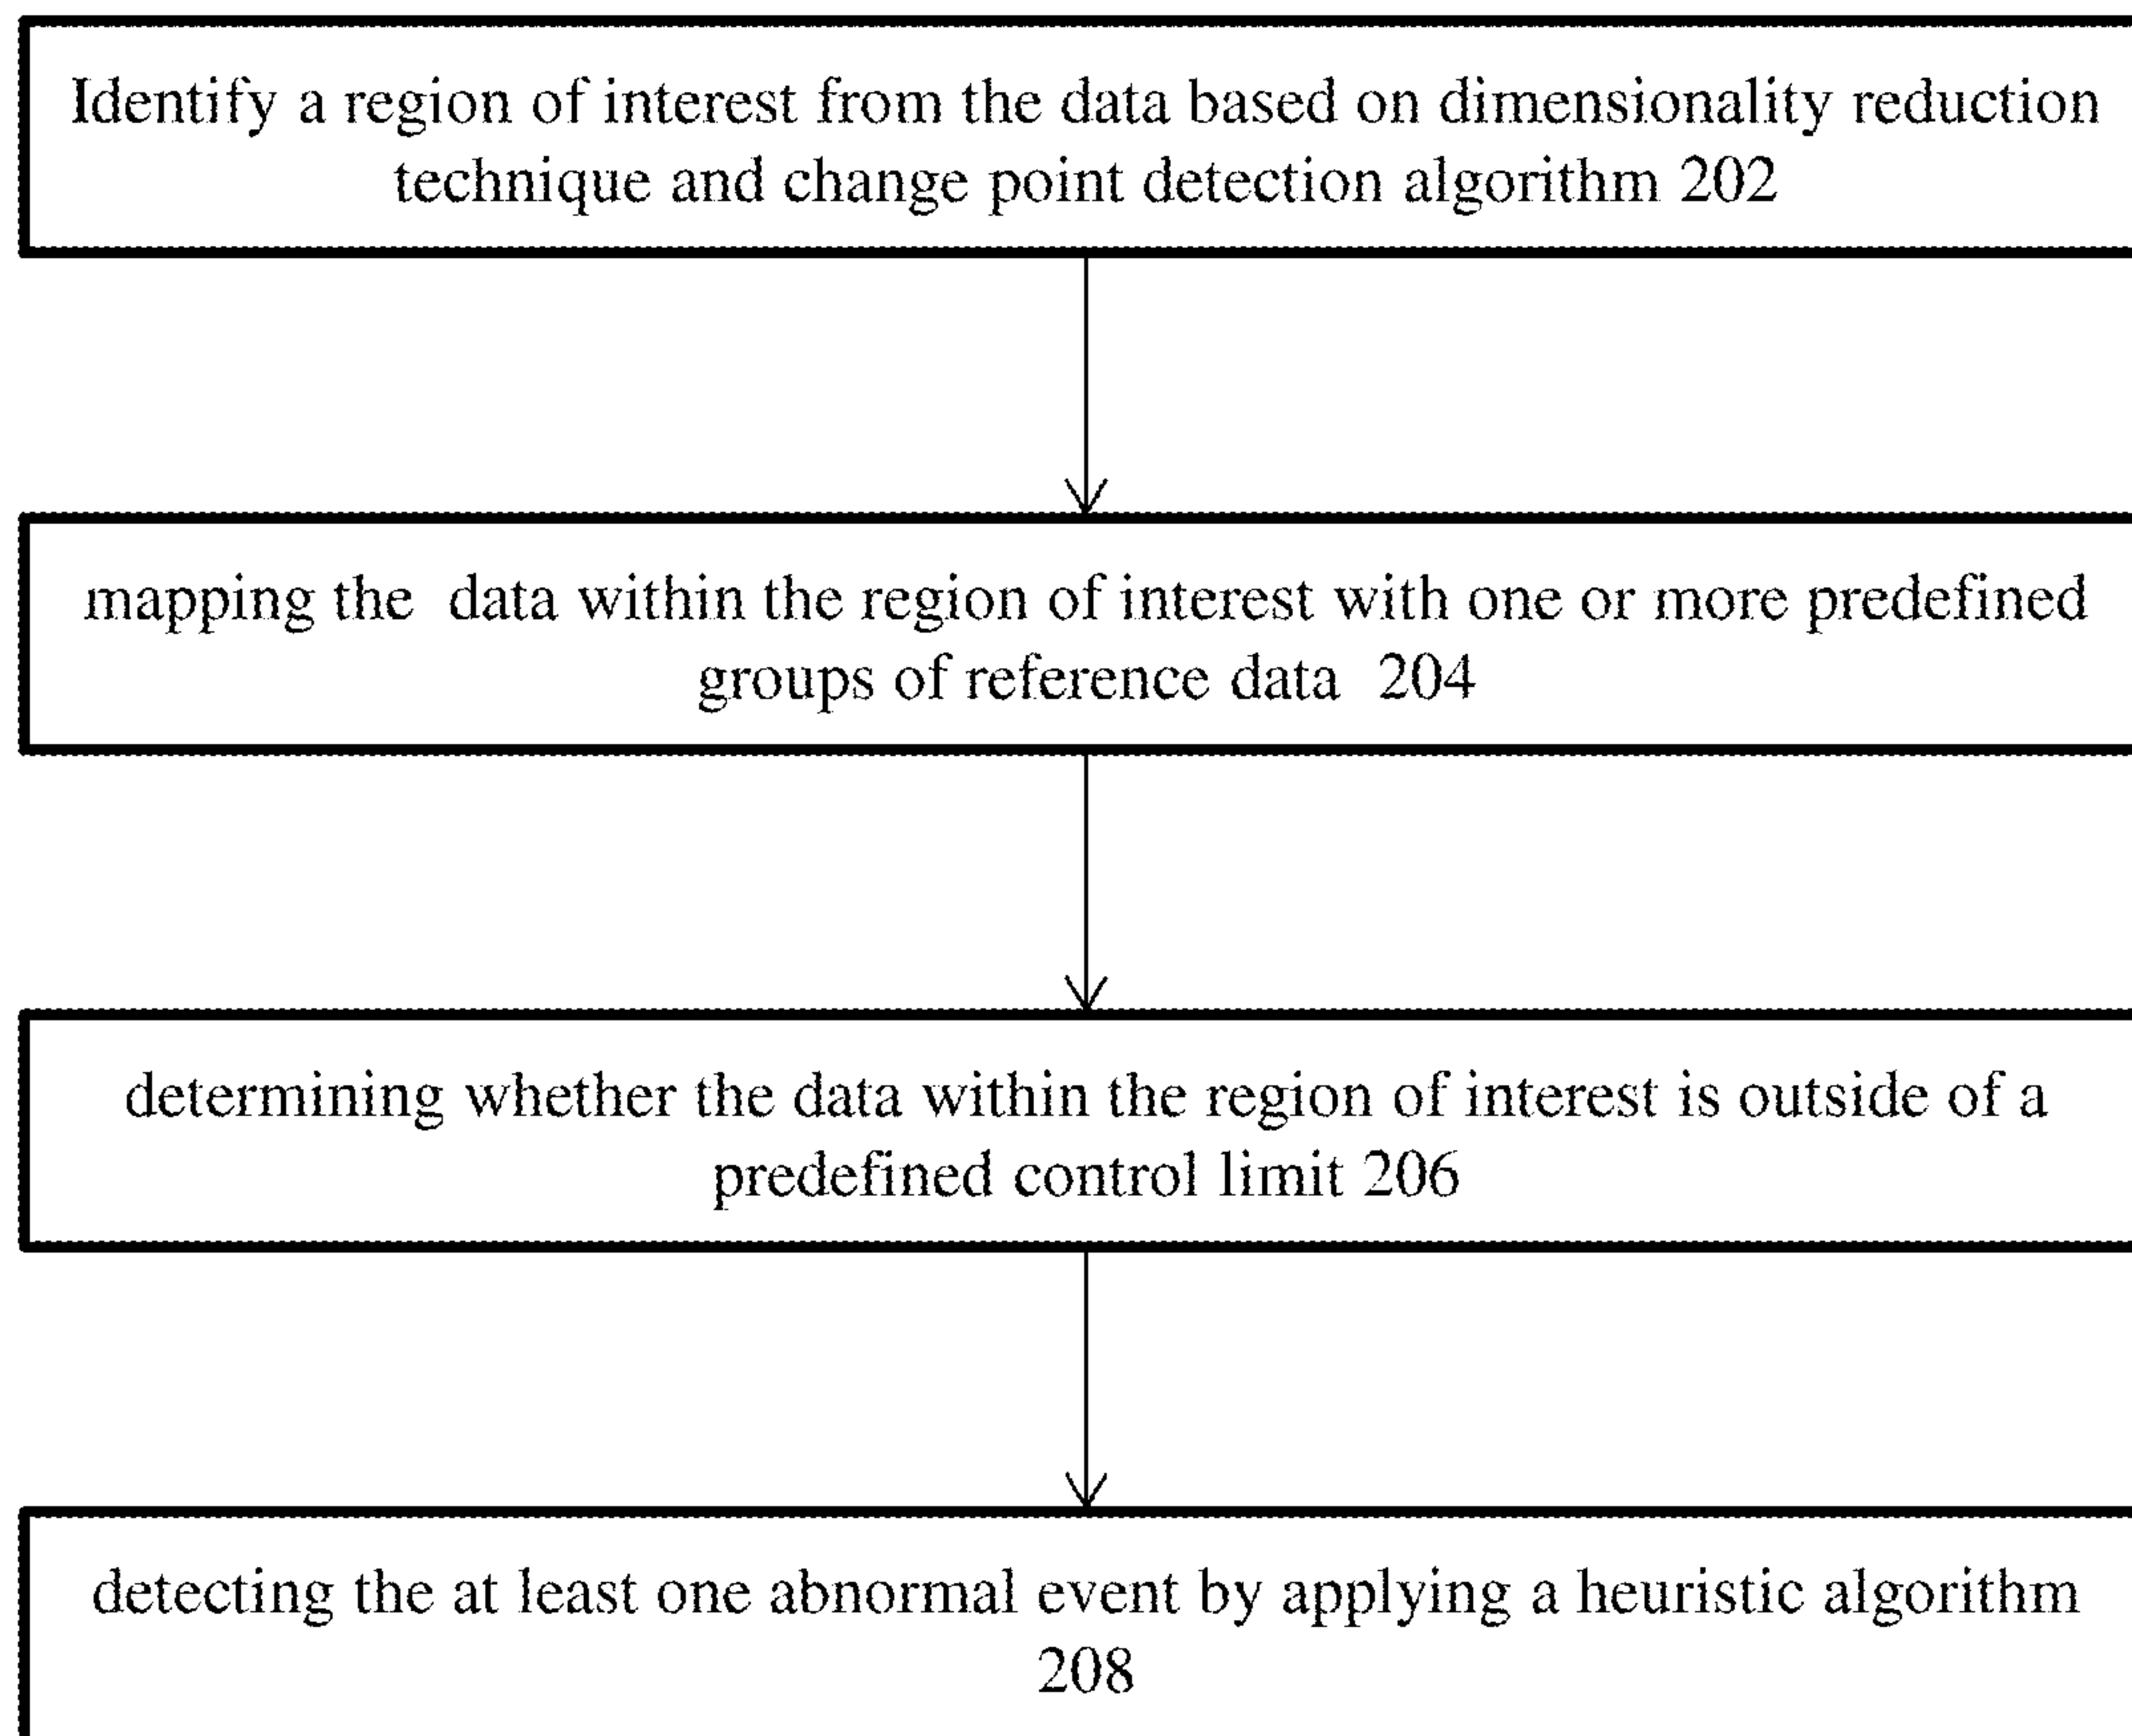 Identify a region of interest from the data based on dimensionality reduction
technique and change point detection algorithm 202
mapping the  data within the region of interest with one or more predefined
groups of reference data  204
determining whether the data within the region of interest is outside of a
predefined control limit 206
detecting the at least one abnormal event by applying a heuristic algorithm
208